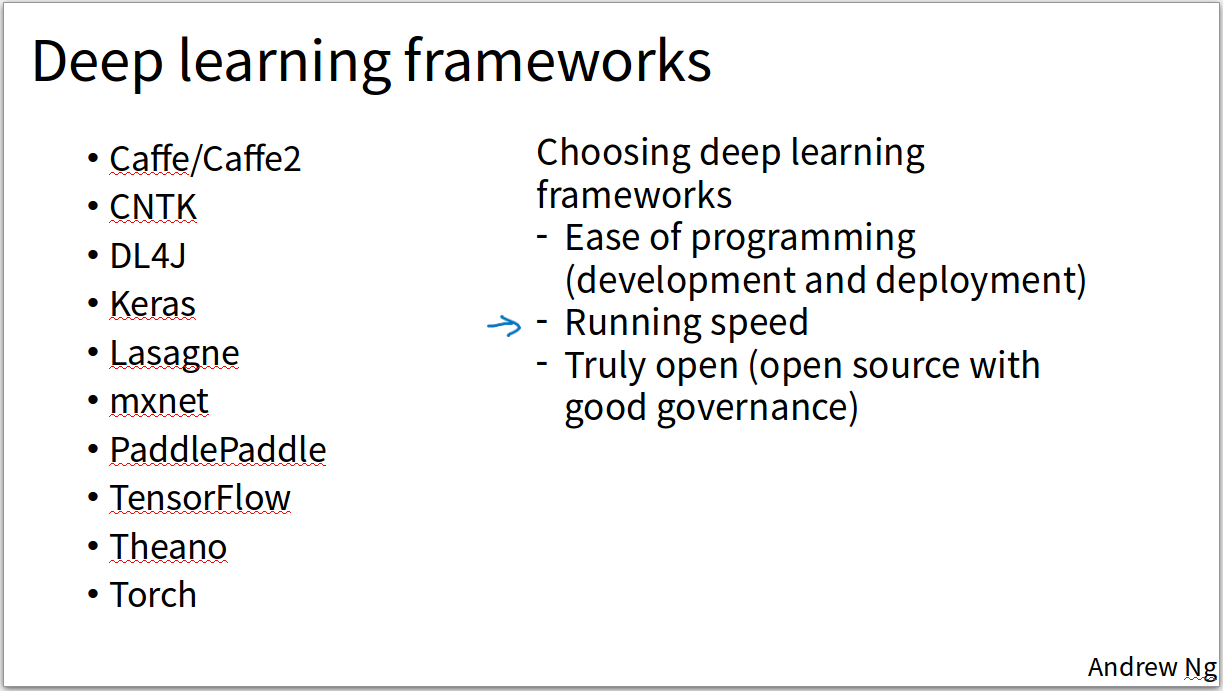 Deep learning frameworks
• Caffe/Caffe2
• CNTK
• DL4J
• Keras
• Lasagne
• mxnet
• PaddlePaddle
• TensorFlow
• Theano
• Torch
Choosing deep learning
frameworks
- Ease of programming
(development and deployment)
- Running speed
- Truly open (open source with
good governance)
Andrew Ng